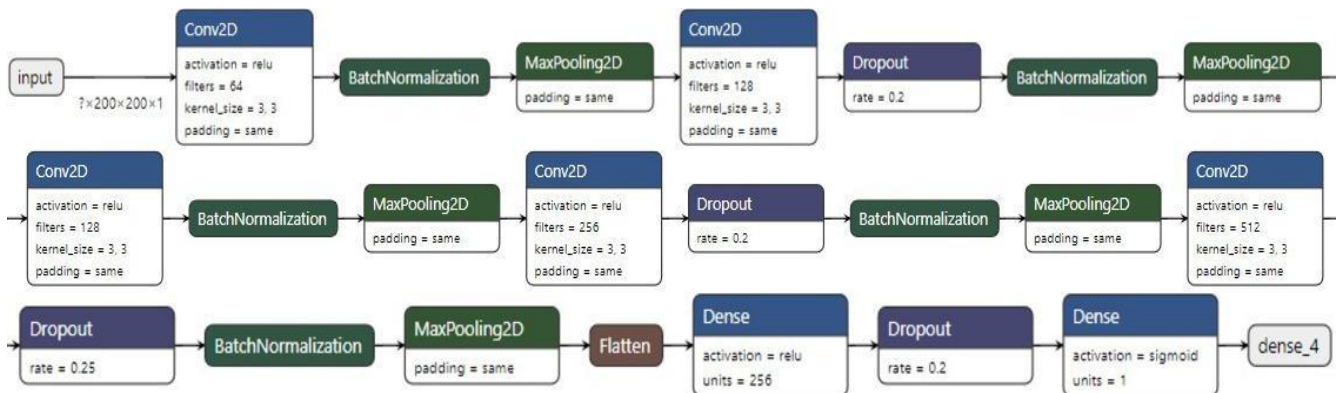 input
?×200×200×1
Conv2D
activation = relu
filters = 64
kernel_size = 3, 3
padding = same
BatchNormalization
MaxPooling2D
padding = same
Conv2D
activation = relu
filters = 128
kernel_size = 3, 3
padding = same
Dropout
rate = 0.2
BatchNormalization
MaxPooling2D
padding = same
Conv2D
activation = relu
filters = 128
kernel_size = 3, 3
padding = same
BatchNormalization
MaxPooling2D
padding = same
Conv2D
activation = relu
filters = 256
kernel_size = 3, 3
padding = same
Dropout
rate = 0.2
BatchNormalization
MaxPooling2D
padding = same
Conv2D
activation = relu
filters = 512
kernel_size = 3, 3
padding = same
Dropout
rate = 0.25
BatchNormalization
MaxPooling2D
padding = same
Flatten
Dense
activation = relu
units = 256
Dropout
rate = 0.2
Dense
activation = sigmoid
units = 1
dense_4